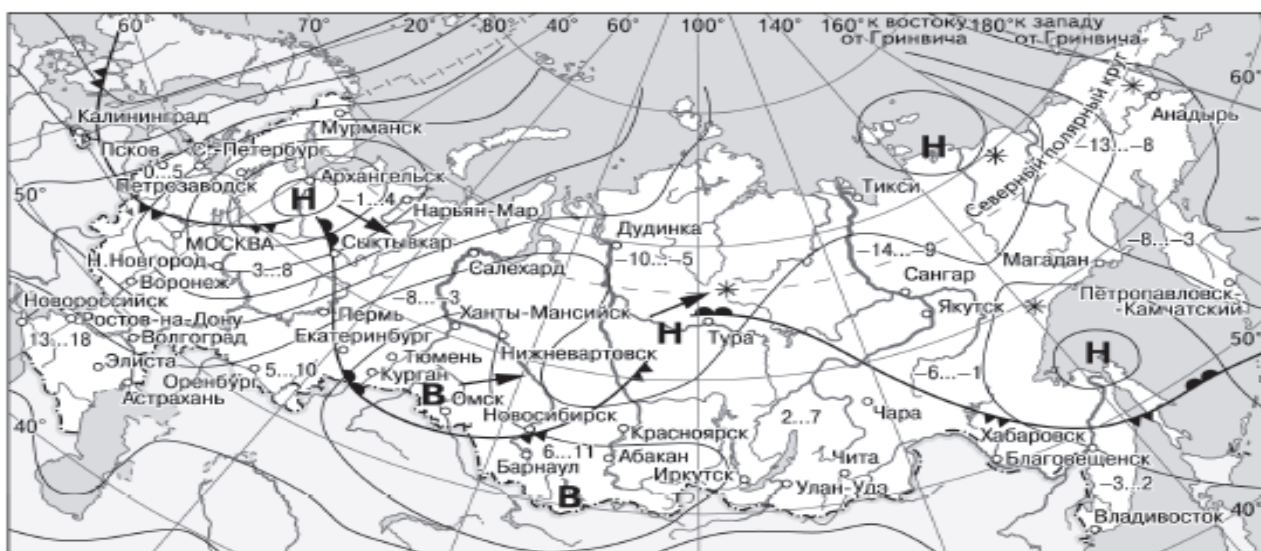 60° 70° 20° 80° 40° 60° 100° 140° 160° к востоку от Гринвича 180° к западу от Гринвича
60°
Северный полярный круг
Анадырь
Калининград
Мурманск
−13...−8
Н
Псков
С.-Петербург
0...5
Архангельск
Тикси
50°
Петрозаводск
Н
−1...4
Нарьян-Мар
Дудинка
−8...−3
МОСКВА
Сыктывкар
−14...−9
Н.Новгород
−3...8
Салехард
−10...−5
Магадан
Сангар
Воронеж
Якутск
Петропавловск-
-Камчатский
Новороссийск
−8...−3
Ростов-на-Дону
Пермь
Ханты-Мансийск
Н
Тура
50°
13...18
Волгоград
Екатеринбург
Нижневартовск
Н
Элиста
Тюмень
−6...−1
Оренбург
5...10
Курган
Астрахань
В
Омск
Чара
40°
Новосибирск
2...7
Красноярск
Хабаровск
6...11
Барнаул
Абакан
Иркутск
Чита
Благовещенск
В
Улан-Удэ
−3...2
40°
Владивосток